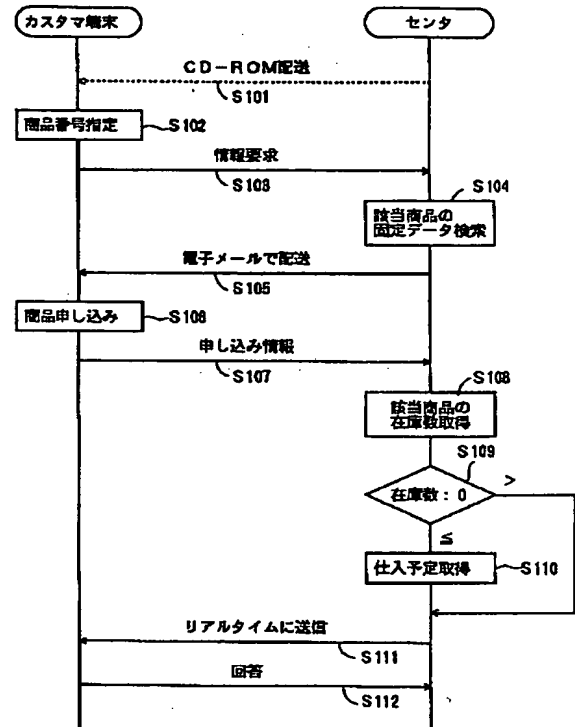 カスタマ端末
センタ
CD-ROM配送
S101
商品番号指定
S102
情報要求
S103
S104
該当商品の
固定データ検索
電子メールで配送
S105
商品申し込み
S106
申し込み情報
S107
S108
該当商品の
在庫数取得
S109
在庫数：0
>
≦
仕入予定取得
S110
リアルタイムに送信
S111
回答
S112